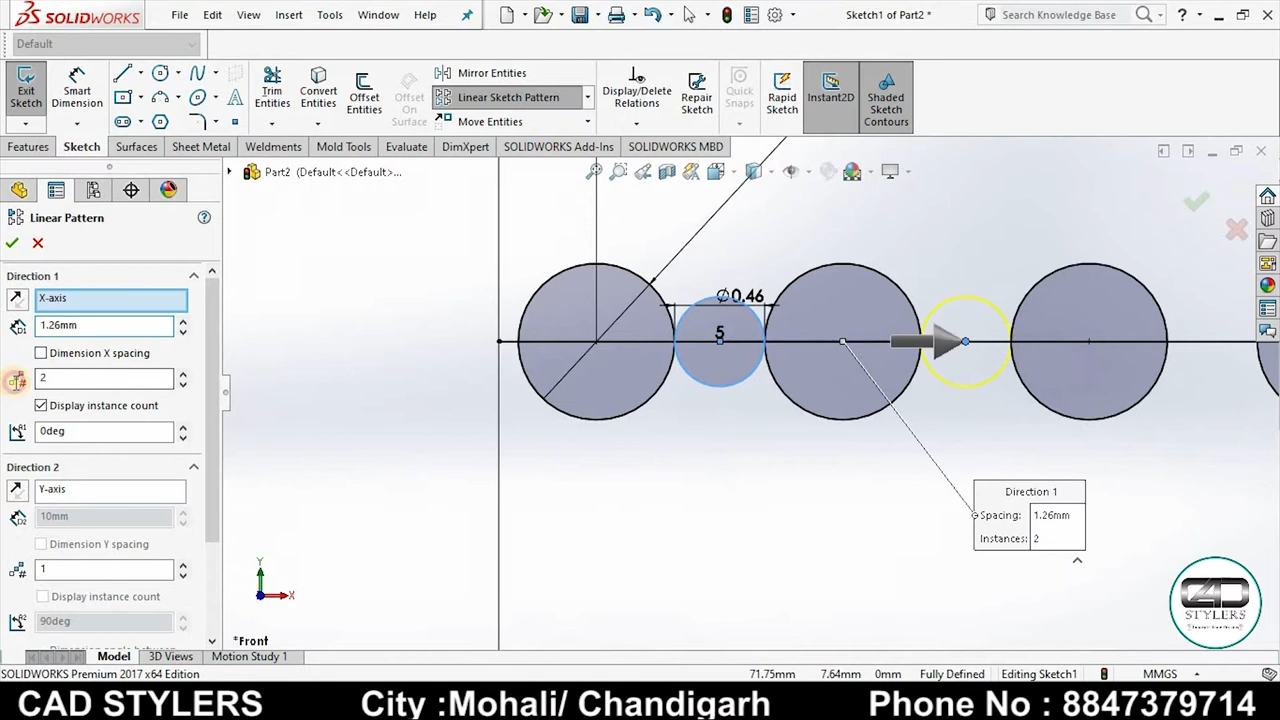 SOLIDWORKS File Edit View Insert Tools Window Help Sketch1 of Part2 * Search Knowledge Base ?
Default
Exit Sketch
Smart Dimension
Trim Entities
Convert Entities
Offset Entities
Offset On Surface
Mirror Entities
Linear Sketch Pattern
Move Entities
Display/Delete Relations
Repair Sketch
Quick Snaps
Rapid Sketch
Instant2D
Shaded Sketch Contours
Features Sketch Surfaces Sheet Metal Weldments Mold Tools Evaluate DimXpert SOLIDWORKS Add-Ins SOLIDWORKS MBD
Part2 (Default<<Default>...
Linear Pattern ?
Direction 1
X-axis
1.26mm
Dimension X spacing
2
Display instance count
0deg
Direction 2
Y-axis
10mm
Dimension Y spacing
1
Display instance count
90deg
Ø0.46
5
Direction 1
Spacing: 1.26mm
Instances: 2
Y
X
*Front
CAD
STYLERS
Model 3D Views Motion Study 1
SOLIDWORKS Premium 2017 x64 Edition 71.75mm 7.64mm 0mm Fully Defined Editing Sketch1 MMGS
CAD STYLERS City :Mohali/ Chandigarh Phone No : 8847379714